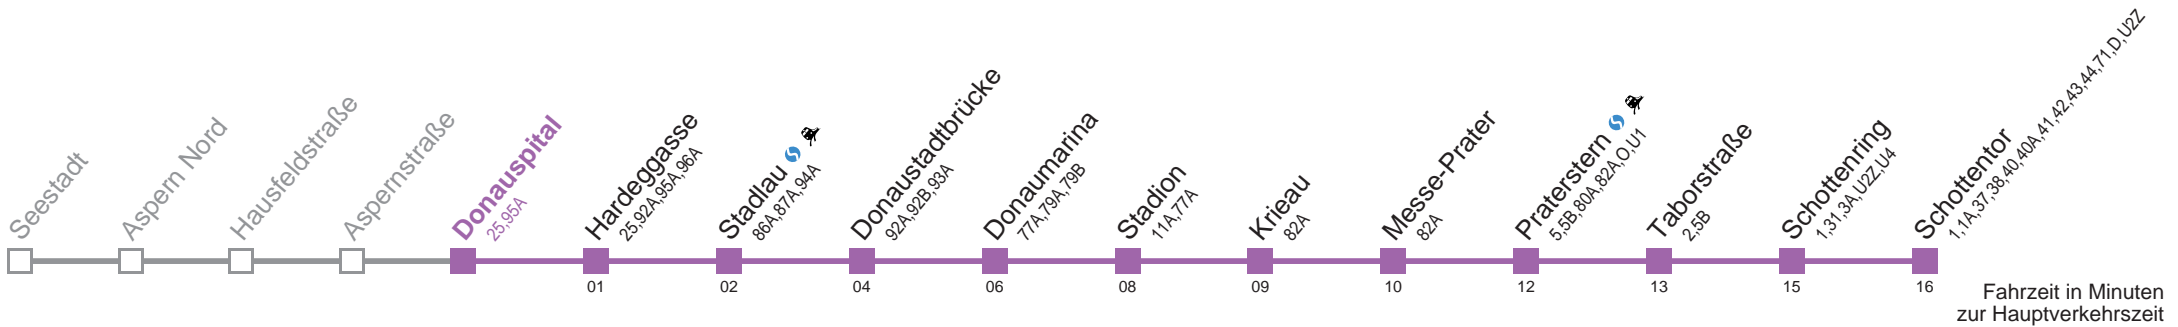 Seestadt
Aspern Nord
Hausfeldstraße
Aspernstraße
Donauspital
25,95A
Hardeggasse
25,92A,95A,96A
01
Stadlau
86A,87A,94A
02
Donaustadtbrücke
92A,92B,93A
04
Donaumarina
77A,79A,79B
06
Stadion
11A,77A
08
Krieau
82A
09
Messe-Prater
82A
10
Praterstern
5,5B,80A,82A,O,U1
12
Taborstraße
2,5B
13
Schottenring
1,31,3A,U2Z,U4
15
Schottentor
1,1A,37,38,40,40A,41,42,43,44,71,D,U2Z
16
Fahrzeit in Minuten
zur Hauptverkehrszeit